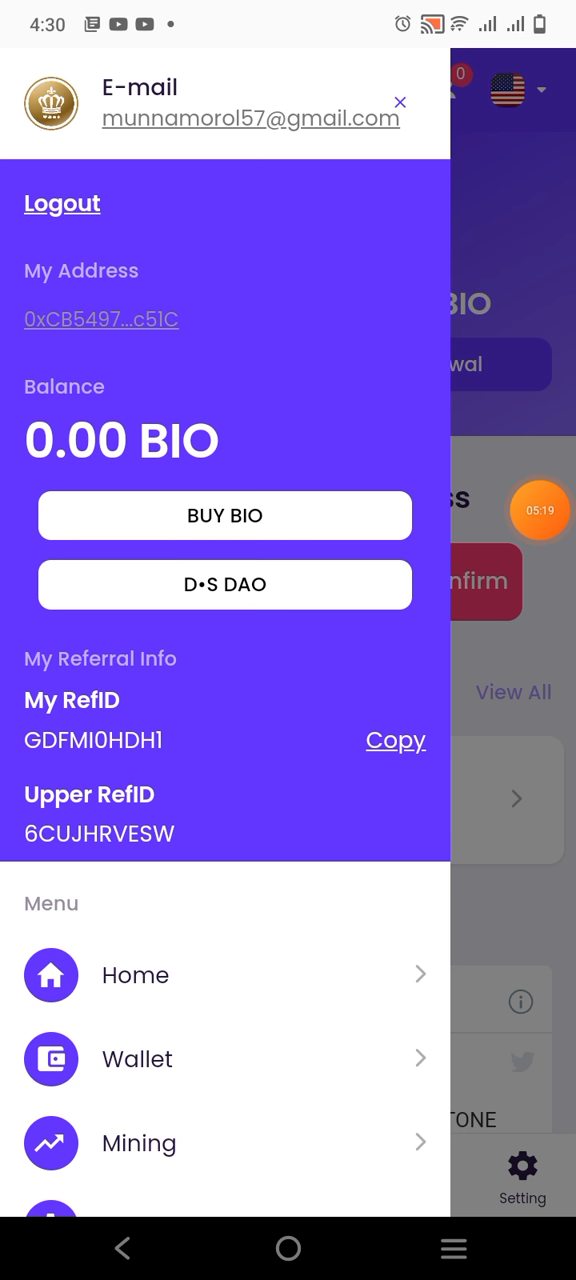 4:30
E-mail
munnamorol57@gmail.com
0
Logout
My Address
0xCB5497...c51C
BIO
wal
Balance
0.00 BIO
BUY BIO
ss
05:19
D•S DAO
nfirm
My Referral Info
My RefID
View All
GDFMI0HDH1
Copy
Upper RefID
6CUJHRVESW
Menu
Home
Wallet
TONE
Mining
Setting